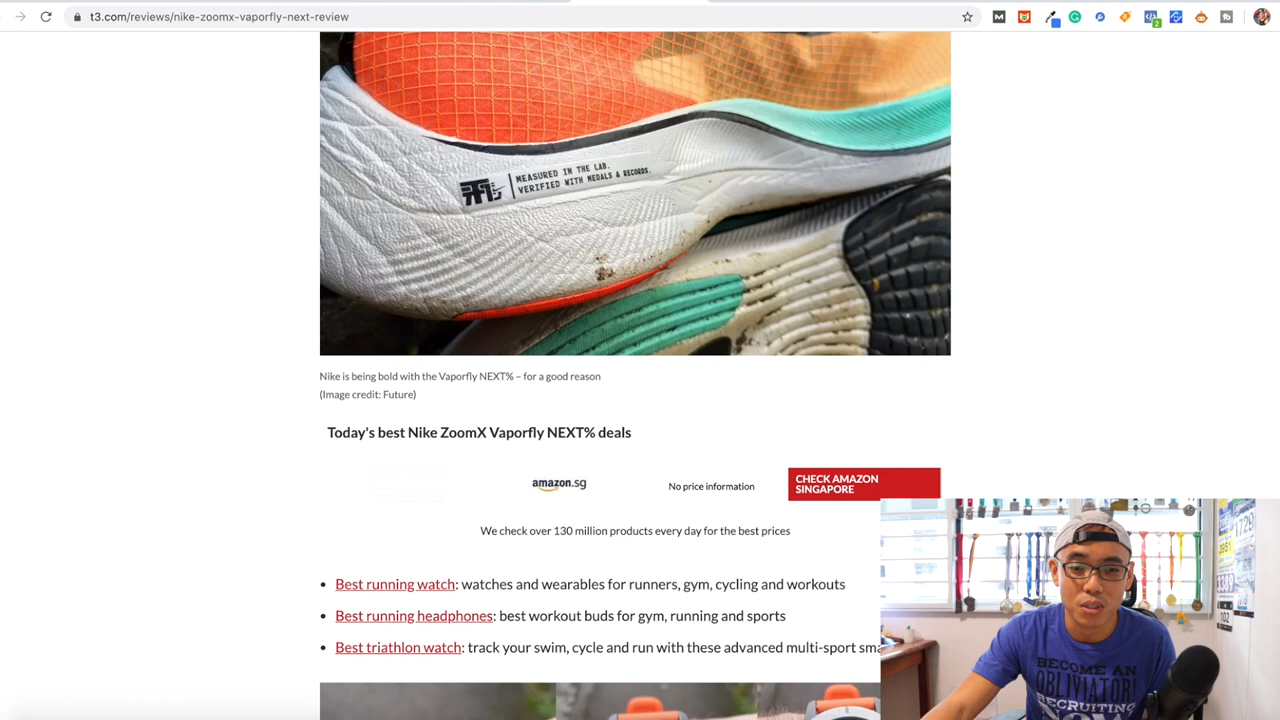 t3.com/reviews/nike-zoomx-vaporfly-next-review
2
MEASURED IN THE LAB.
VERIFIED WITH MEDALS & RECORDS.
Nike is being bold with the Vaporfly NEXT% – for a good reason
(Image credit: Future)
Today's best Nike ZoomX Vaporfly NEXT% deals
amazon.sg
No price information
CHECK AMAZON
SINGAPORE
We check over 130 million products every day for the best prices
• Best running watch: watches and wearables for runners, gym, cycling and workouts
• Best running headphones: best workout buds for gym, running and sports
• Best triathlon watch: track your swim, cycle and run with these advanced multi-sport sma
1729
BECOME AN
OBLIVIATOR!
RECRUITING